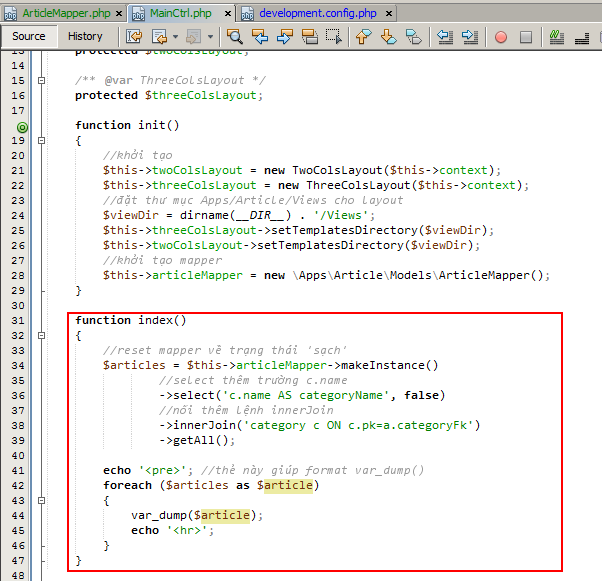 ArticleMapper.php
MainCtrl.php
development.config.php
Source
History
13 protected $twoColsLayout;
14
15 /** @var ThreeColsLayout */
16 protected $threeColsLayout;
17
function init()
19 {
20 //khởi tạo
21 $this->twoColsLayout = new TwoColsLayout($this->context);
22 $this->threeColsLayout = new ThreeColsLayout($this->context);
23 //đặt thư mục Apps/Article/Views cho layout
24 $viewDir = dirname(__DIR__) . '/Views';
25 $this->threeColsLayout->setTemplatesDirectory($viewDir);
26 $this->twoColsLayout->setTemplatesDirectory($viewDir);
27 //khởi tạo mapper
28 $this->articleMapper = new \Apps\Article\Models\ArticleMapper();
29 }
30
31 function index()
32 {
33 //reset mapper về trạng thái 'sạch'
34 $articles = $this->articleMapper->makeInstance()
35 //select thêm trường c.name
36 ->select('c.name AS categoryName', false)
37 //nối thêm lệnh innerJoin
38 ->innerJoin('category c ON c.pk=a.categoryFk')
39 ->getAll();
40
41 echo '<pre>'; //thẻ này giúp format var_dump()
42 foreach ($articles as $article)
43 {
44 var_dump($article);
45 echo '<hr>';
46 }
47 }
48